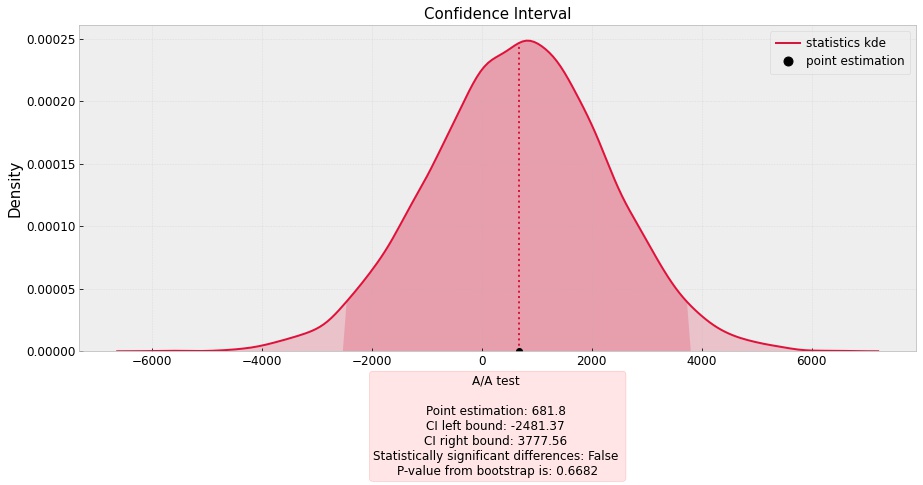 Confidence Interval
statistics kde
point estimation
Density
0.00025
0.00020
0.00015
0.00010
0.00005
0.00000
−6000 −4000 −2000 0 2000 4000 6000
A/A test
Point estimation: 681.8
CI left bound: -2481.37
CI right bound: 3777.56
Statistically significant differences: False
P-value from bootstrap is: 0.6682